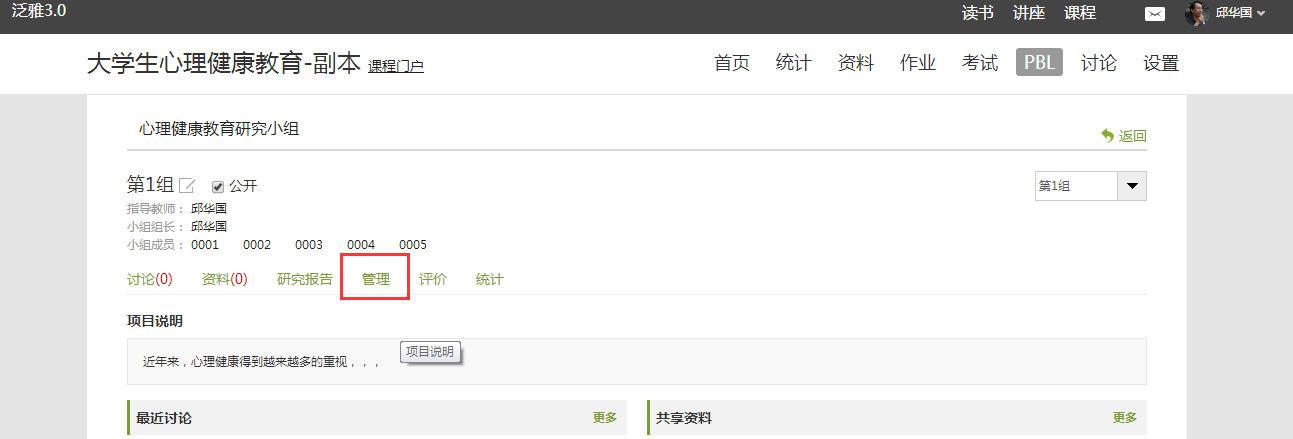 泛雅3.0 读书 讲座 课程 邱华国
大学生心理健康教育-副本 课程门户 首页 统计 资料 作业 考试 PBL 讨论 设置
心理健康教育研究小组
返回
第1组 公开 第1组
指导教师： 邱华国
小组组长： 邱华国
小组成员： 0001 0002 0003 0004 0005
讨论(0) 资料(0) 研究报告 管理 评价 统计
项目说明
项目说明
近年来，心理健康得到越来越多的重视，，，
最近讨论 更多 共享资料 更多